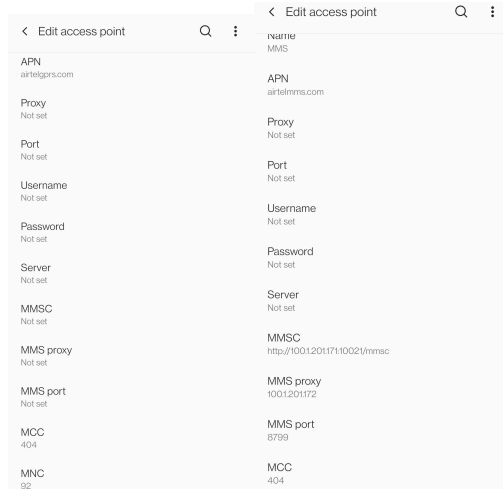 Edit access point
APN
airtelgprs.com
Proxy
Not set
Port
Not set
Username
Not set
Password
Not set
Server
Not set
MMSC
Not set
MMS proxy
Not set
MMS port
Not set
MCC
404
MNC
92
Edit access point
Name
MMS
APN
airtelmms.com
Proxy
Not set
Port
Not set
Username
Not set
Password
Not set
Server
Not set
MMSC
http://100.1.201.171:10021/mmsc
MMS proxy
100.1.201.172
MMS port
8799
MCC
404